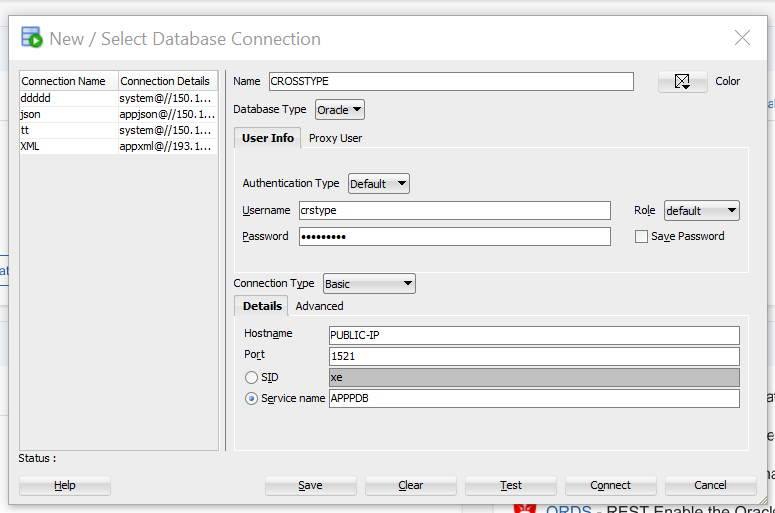 New / Select Database Connection
Connection Name Connection Details
ddddd system@//150.1...
json appjson@//150.1...
tt system@//150.1...
XML appxml@//193.1...
Name CROSSTYPE Color
Database Type Oracle
User Info Proxy User
Authentication Type Default
Username crstype Role default
Password ••••••••• Save Password
Connection Type Basic
Details Advanced
Hostname PUBLIC-IP
Port 1521
SID xe
Service name APPPDB
Status :
Help Save Clear Test Connect Cancel
ORDS - REST Enable the Oracl